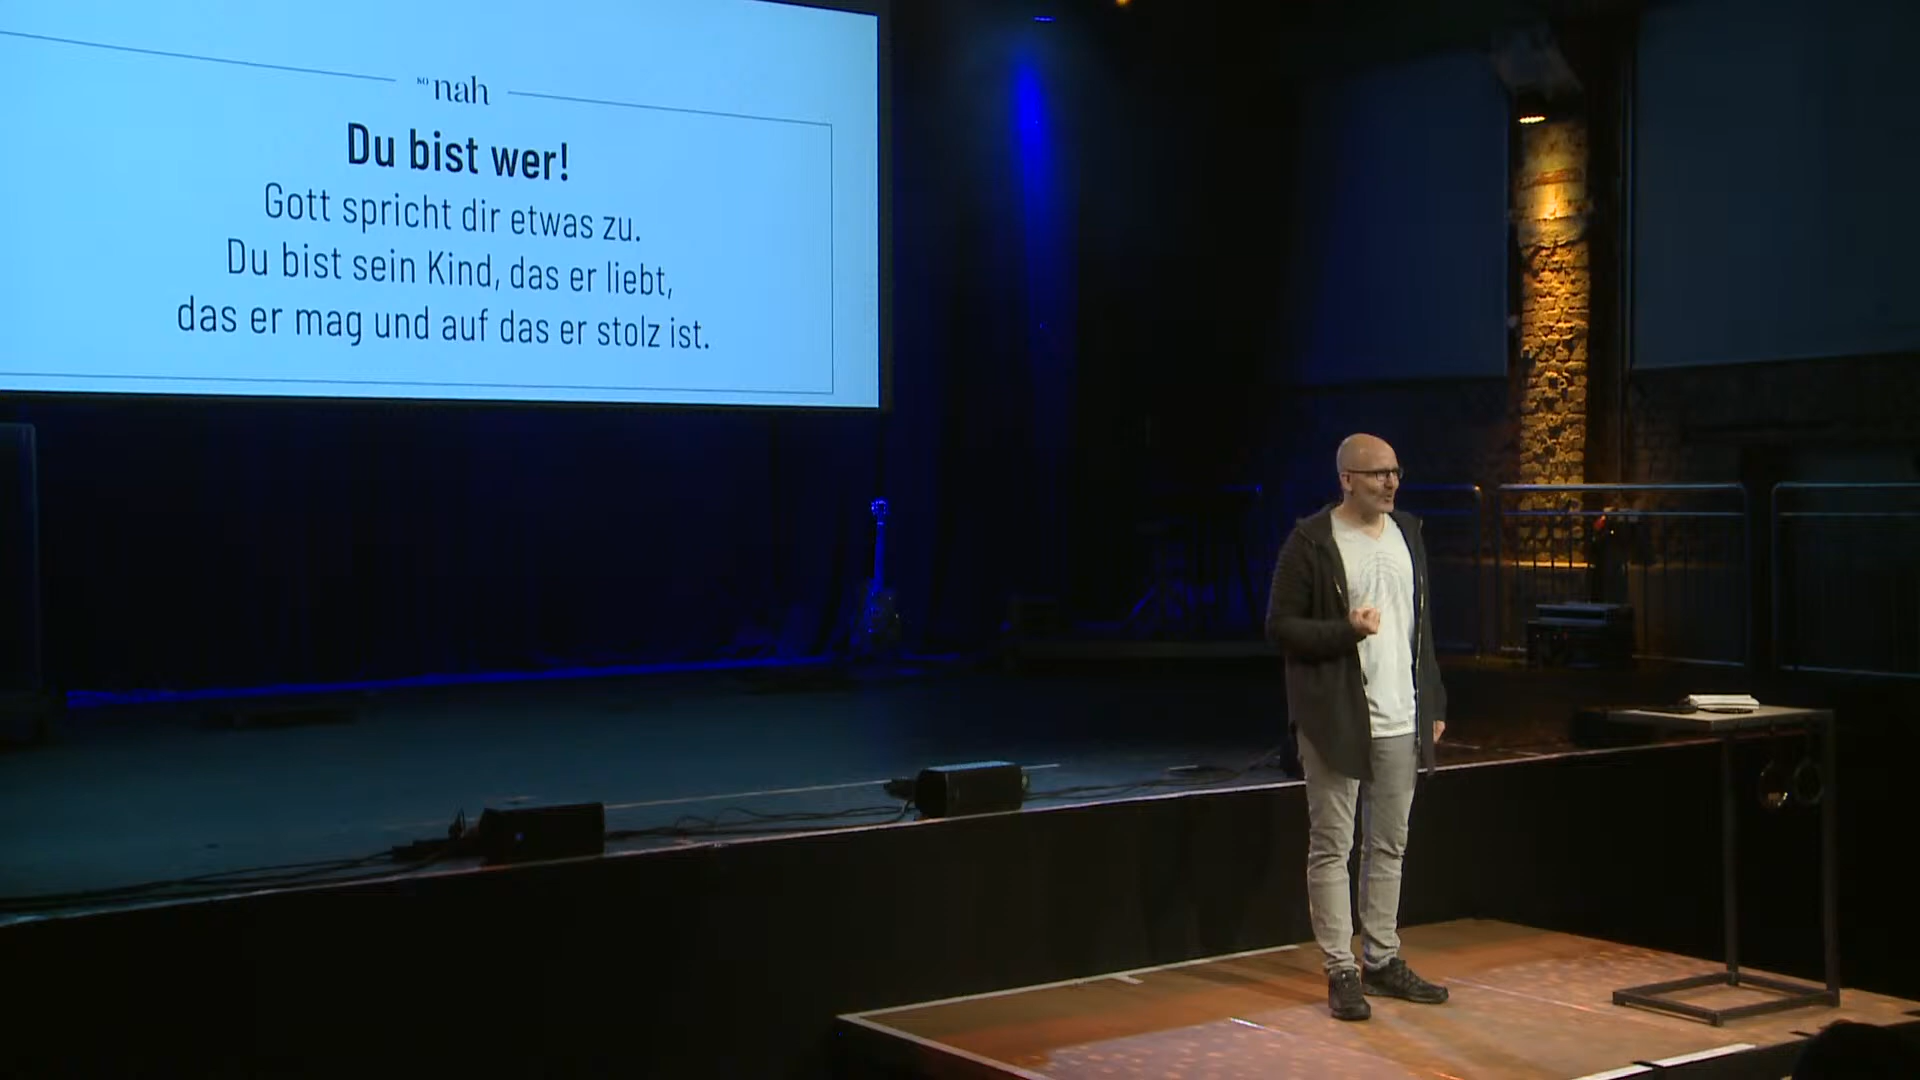 so nah
Du bist wer!
Gott spricht dir etwas zu.
Du bist sein Kind, das er liebt,
das er mag und auf das er stolz ist.